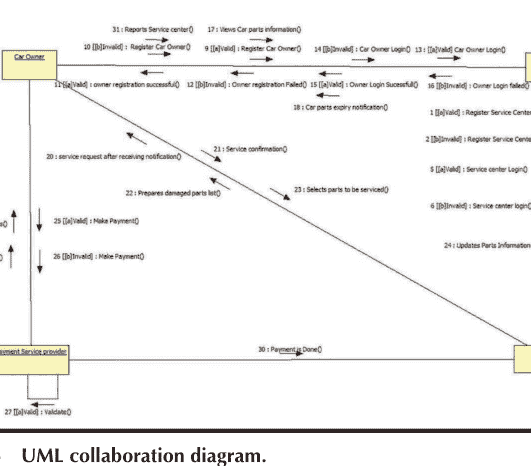 31 : Reports Service center()
17 : Views Car parts information()
10 [[b]Invalid] : Register Car Owner()
9 [[a]Valid] : Register Car Owner()
14 [[b]Invalid] : Car Owner Login()
13 : [[a]Valid] Car Owner Login()
Car Owner
11 [[a]Valid] : owner registration successful()
12 [[b]Invalid] : Owner registration Failed()
15 [[a]Valid] : Owner Login Sucessful()
16 [[b]Invalid] : Owner Login failed()
18 : Car parts expiry notification()
1 [[a]Valid] : Register Service Center
2 [[b]Invalid] : Register Service Cente
20 : service request after receiving notification()
21 : Service confirmation()
5 [[a]Valid] : Service center Login()
22 : Prepares damaged parts list()
23 : Selects parts to be serviced()
6 [[b]Invalid] : Service center login()
25 [[a]Valid] : Make Payment()
24 : Updates Parts Information
26 [[b]Invalid] : Make Payment()
ayment Service provider
30 : Payment is Done()
27 [[a]Valid] : Validate()
UML collaboration diagram.